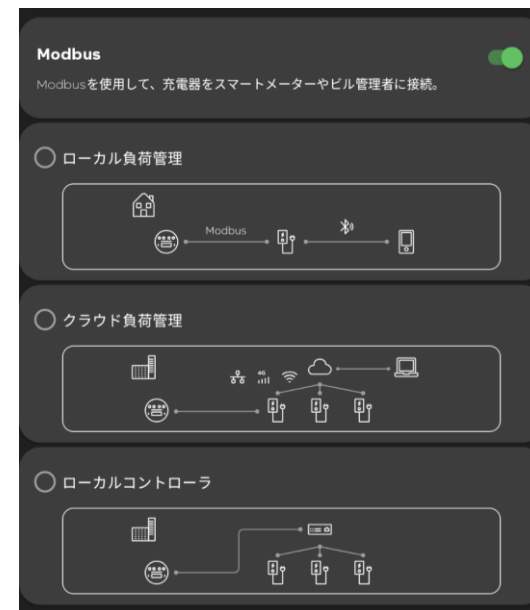 Modbus
Modbusを使用して、充電器をスマートメーターやビル管理者に接続。
ローカル負荷管理
Modbus
クラウド負荷管理
4G
ローカルコントローラ